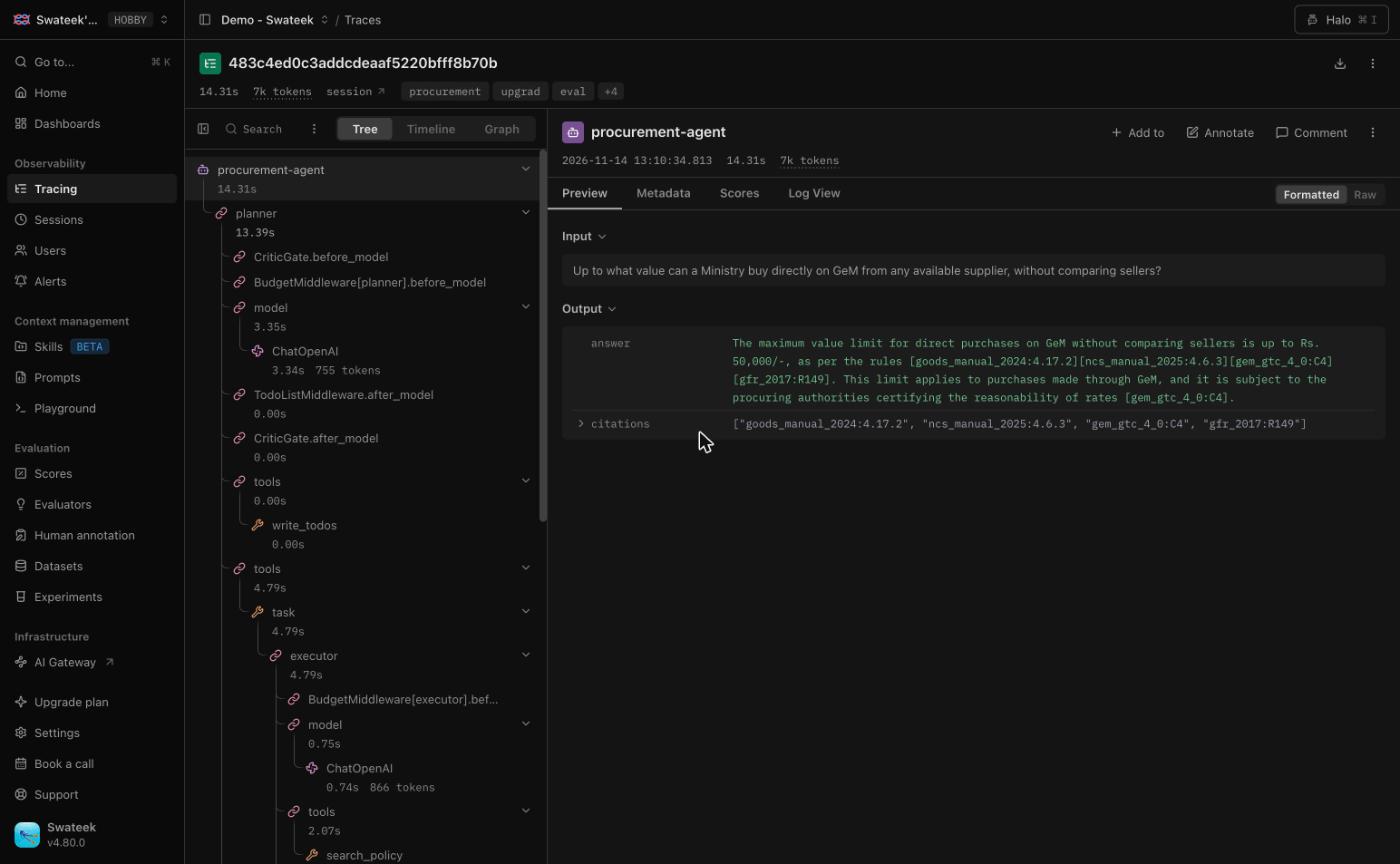 Swateek'...
HOBBY
Demo - Swateek / Traces
Halo ⌘ I
Go to... ⌘ K
Home
Dashboards
Observability
Tracing
Sessions
Users
Alerts
Context management
Skills BETA
Prompts
Playground
Evaluation
Scores
Evaluators
Human annotation
Datasets
Experiments
Infrastructure
AI Gateway
Upgrade plan
Settings
Book a call
Support
Swateek
v4.80.0
483c4ed0c3addcdeaaf5220bfff8b70b
14.31s 7k tokens session procurement upgrad eval +4
Search
Tree Timeline Graph
procurement-agent
14.31s
planner
13.39s
CriticGate.before_model
BudgetMiddleware[planner].before_model
model
3.35s
ChatOpenAI
3.34s 755 tokens
TodoListMiddleware.after_model
0.00s
CriticGate.after_model
0.00s
tools
0.00s
write_todos
0.00s
tools
4.79s
task
4.79s
executor
4.79s
BudgetMiddleware[executor].bef...
model
0.75s
ChatOpenAI
0.74s 866 tokens
tools
2.07s
search_policy
procurement-agent
Add to Annotate Comment
2026-11-14 13:10:34.813 14.31s 7k tokens
Preview Metadata Scores Log View
Formatted Raw
Input
Up to what value can a Ministry buy directly on GeM from any available supplier, without comparing sellers?
Output
answer
The maximum value limit for direct purchases on GeM without comparing sellers is up to Rs.
50,000/-, as per the rules [goods_manual_2024:4.17.2][ncs_manual_2025:4.6.3][gem_gtc_4_0:C4]
[gfr_2017:R149]. This limit applies to purchases made through GeM, and it is subject to the
procuring authorities certifying the reasonability of rates [gem_gtc_4_0:C4].
citations
["goods_manual_2024:4.17.2", "ncs_manual_2025:4.6.3", "gem_gtc_4_0:C4", "gfr_2017:R149"]